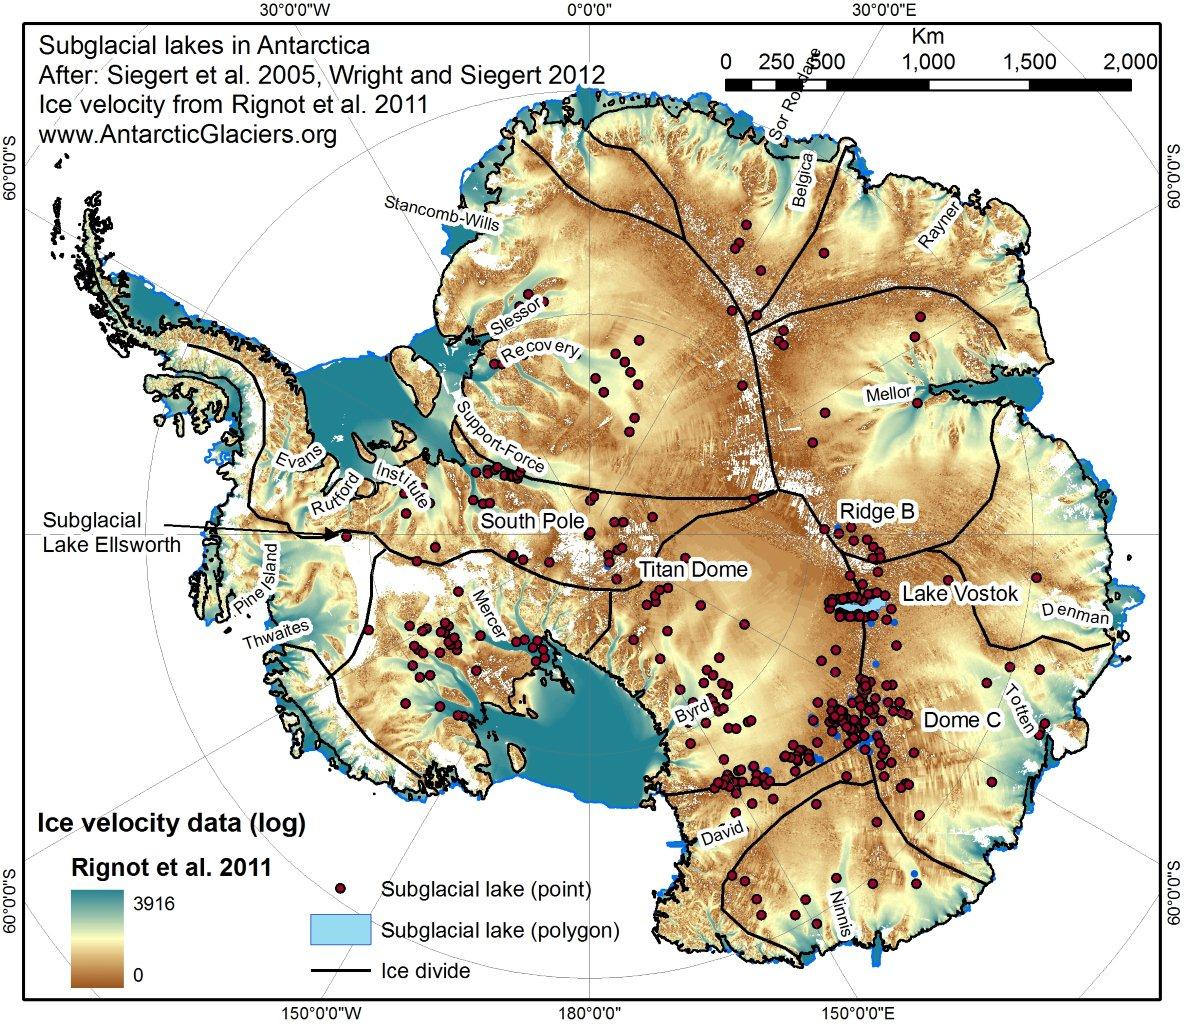 30°0'0"W
0°0'0"
30°0'0"E
Subglacial lakes in Antarctica
After: Siegert et al. 2005, Wright and Siegert 2012
Ice velocity from Rignot et al. 2011
www.AntarcticGlaciers.org
Km
0 250 500 1,000 1,500 2,000
60°0'0"S
60°0'0"S
Sor Rondane
Belgica
Rayner
Stancomb-Wills
Slessor
Recovery
Mellor
Support-Force
Evans
Rutford
Institute
South Pole
Ridge B
Subglacial
Lake Ellsworth
Titan Dome
Lake Vostok
Pine Island
Mercer
Denman
Thwaites
Byrd
Dome C
Totten
David
Ninnis
Ice velocity data (log)
Rignot et al. 2011
3916
0
Subglacial lake (point)
Subglacial lake (polygon)
Ice divide
60°0'0"S
60°0'0"S
150°0'0"W
180°0'0"
150°0'0"E